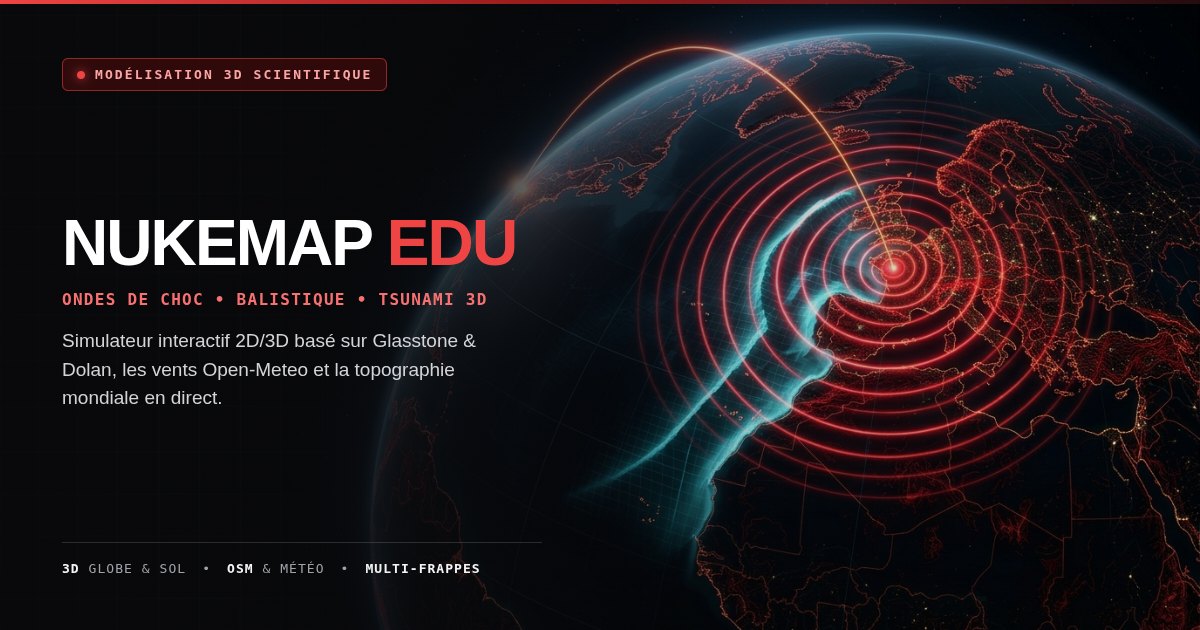 MODÉLISATION 3D SCIENTIFIQUE
NUKEMAP EDU
ONDES DE CHOC • BALISTIQUE • TSUNAMI 3D
Simulateur interactif 2D/3D basé sur Glasstone &
Dolan, les vents Open-Meteo et la topographie
mondiale en direct.
3D GLOBE & SOL • OSM & MÉTÉO • MULTI-FRAPPES